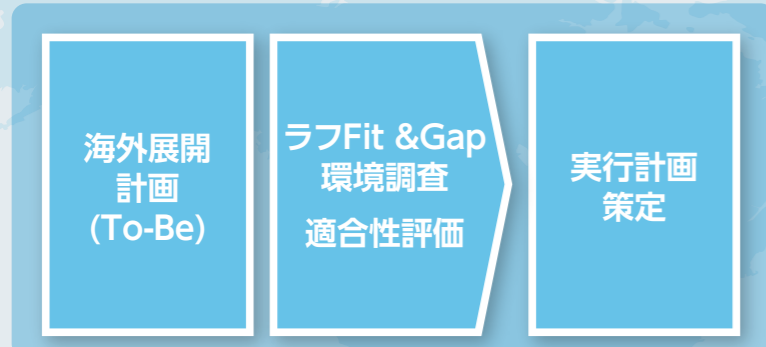 海外展開
計画
(To-Be)
ラフFit &Gap
環境調査
適合性評価
実行計画
策定